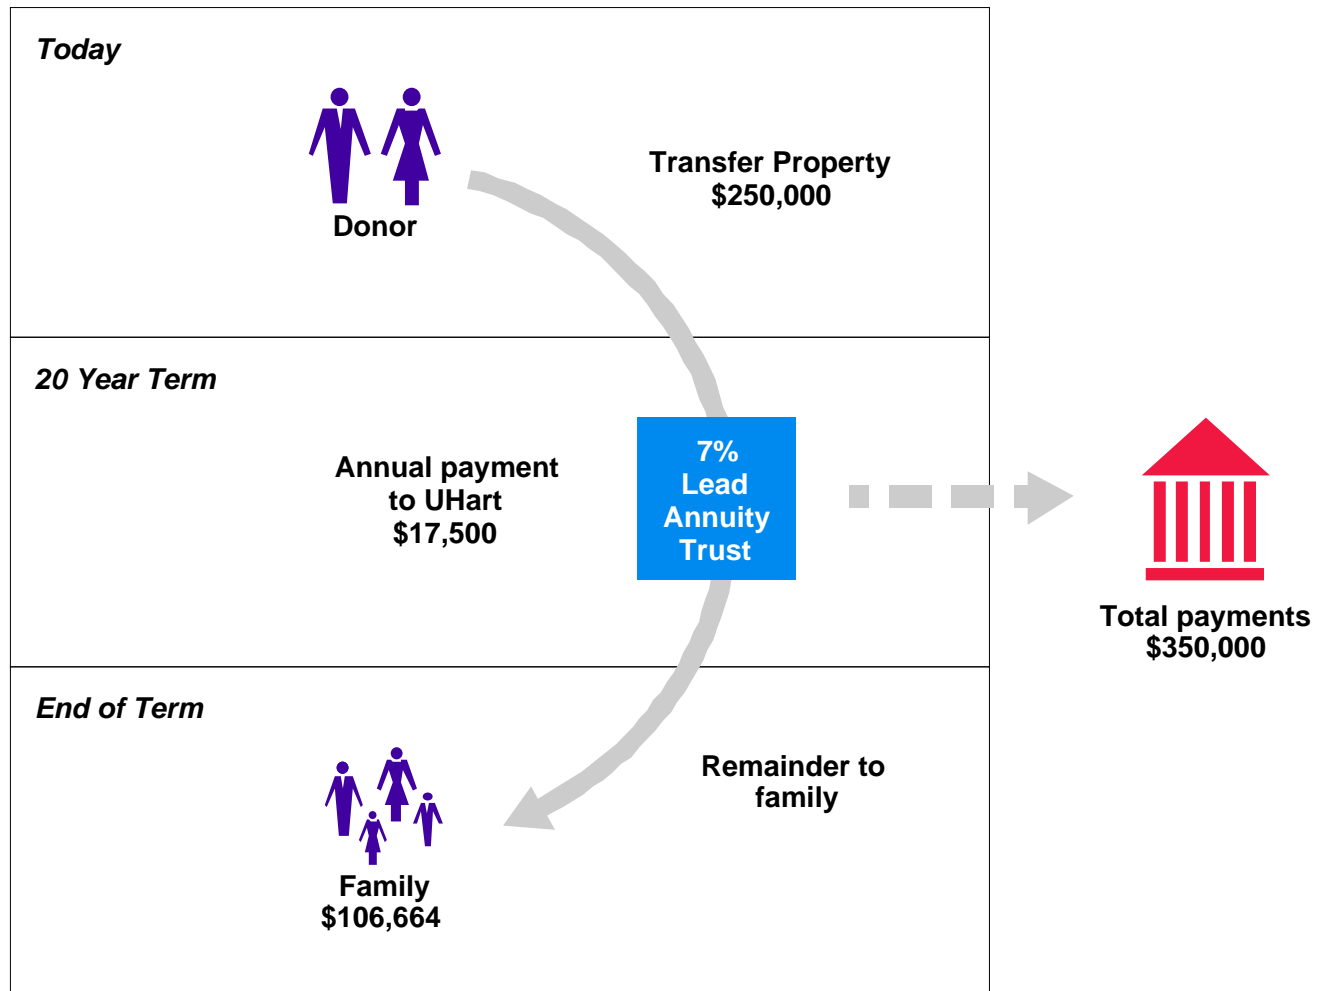 Today
Transfer Property
$250,000
Donor
20 Year Term
Annual payment
to UHart
$17,500
7%
Lead
Annuity
Trust
Total payments
$350,000
End of Term
Remainder to
family
Family
$106,664